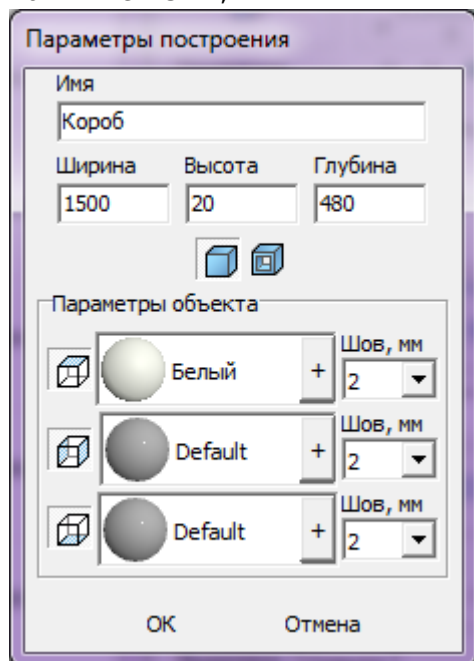 Параметры построения
Имя
Короб
Ширина Высота Глубина
1500 20 480
Параметры объекта
Шов, мм
Белый + 2
Шов, мм
Default + 2
Шов, мм
Default + 2
ОК Отмена